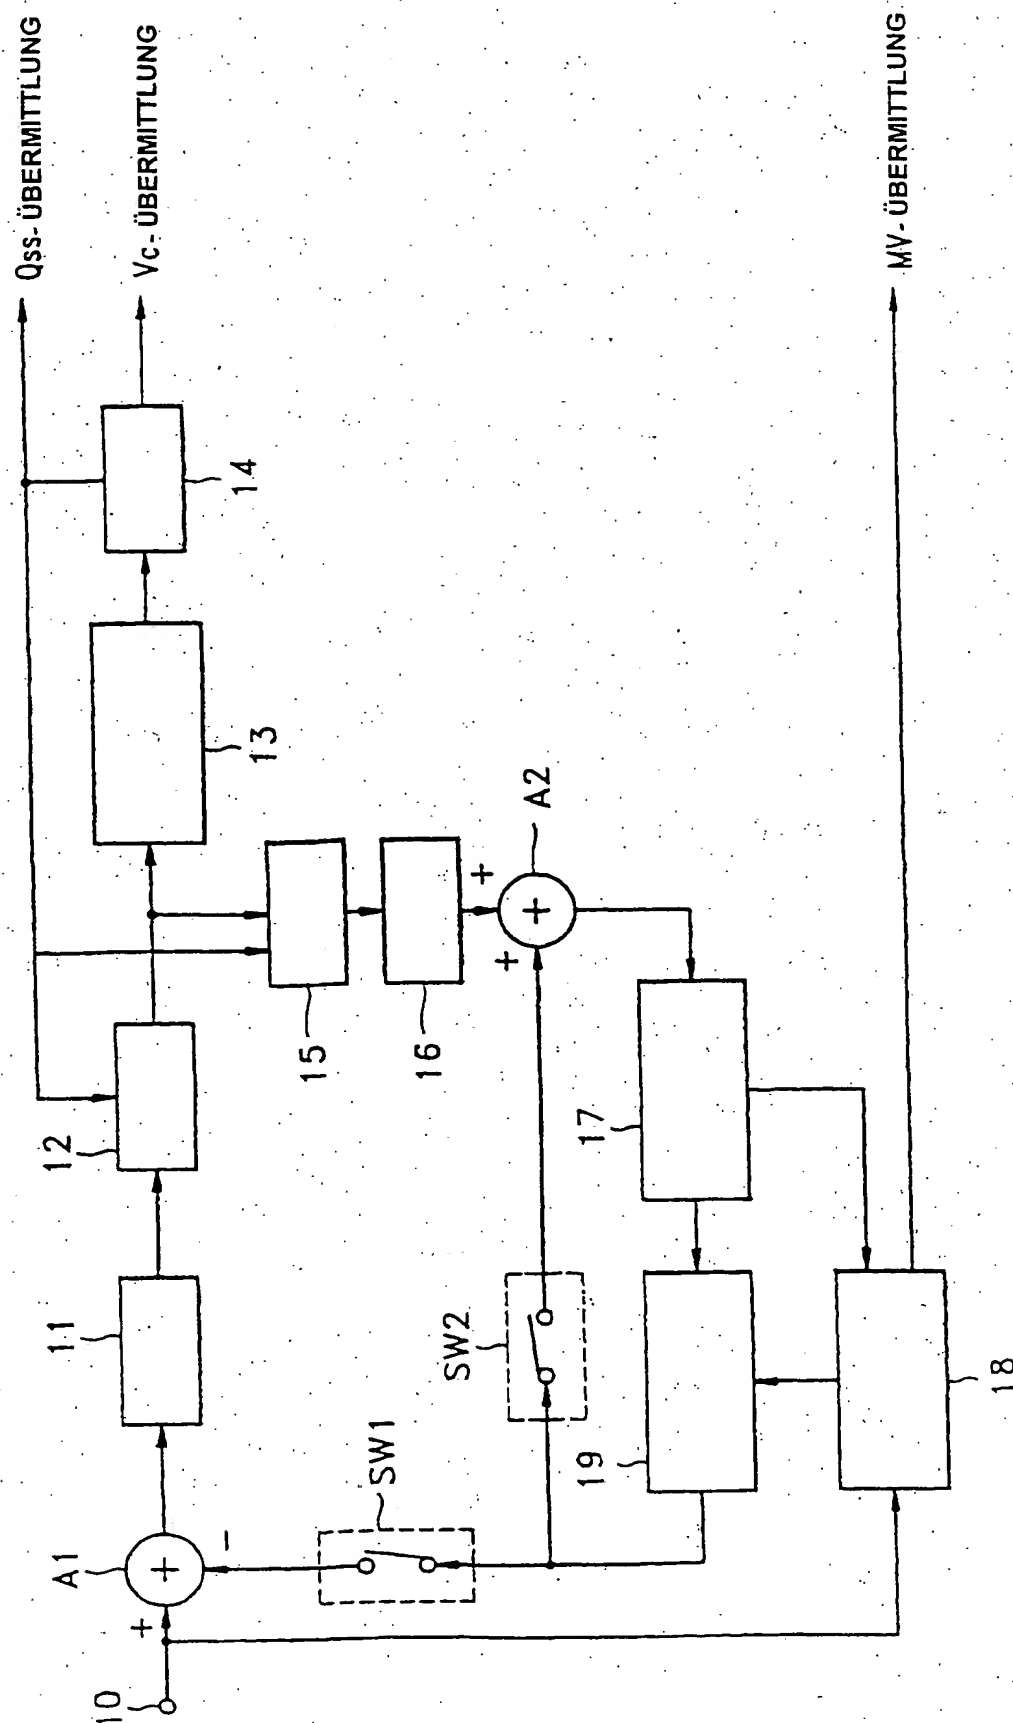 Qss-ÜBERMITTLUNG
Vc-ÜBERMITTLUNG
MV-ÜBERMITTLUNG
10
+
A1
+
-
11
12
13
14
15
16
+
+
+
A2
SW1
SW2
17
18
19